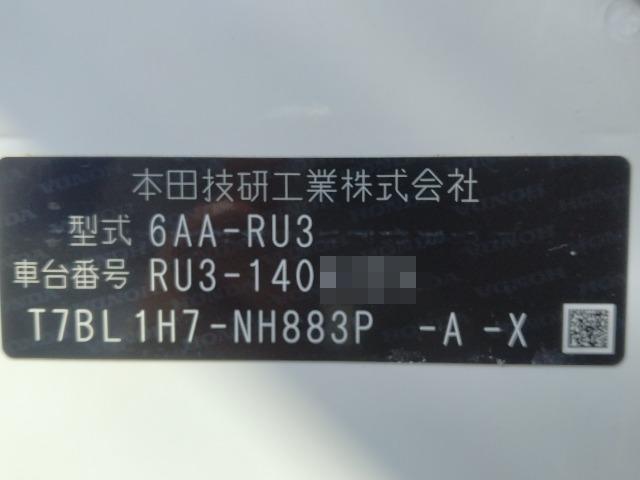 本田技研工業株式会社
型式 6AA-RU3
車台番号 RU3-140
T7BL1H7-NH883P -A -X